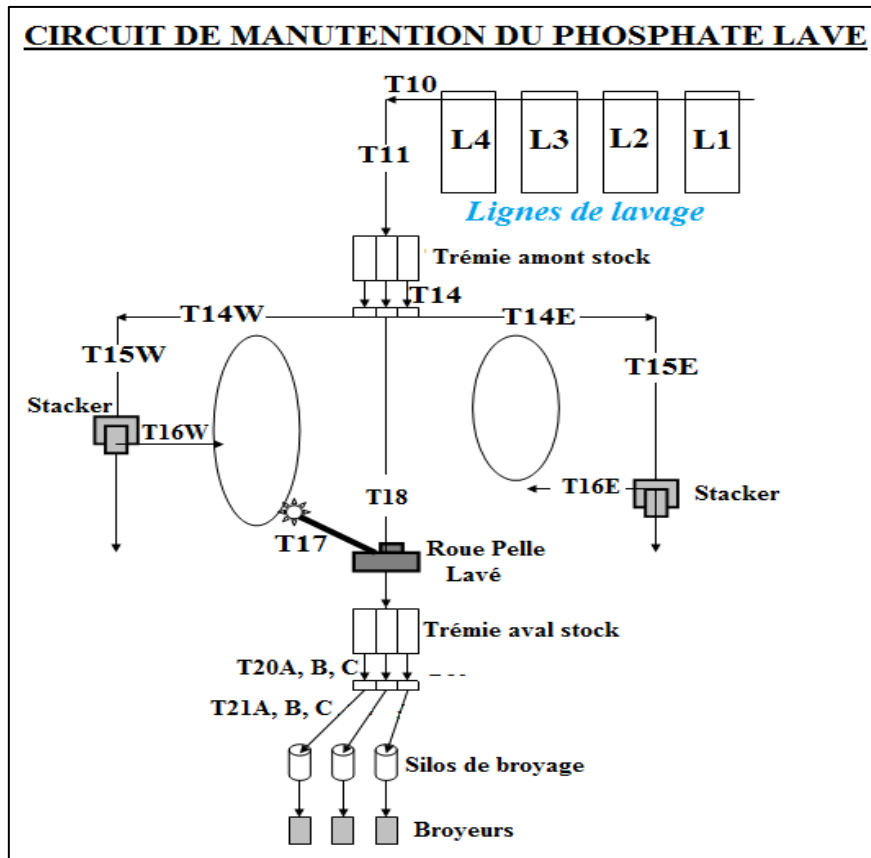 CIRCUIT DE MANUTENTION DU PHOSPHATE LAVE
T10
L4
L3
L2
L1
T11
Lignes de lavage
Trémie amont stock
T14
T14W
T14E
T15W
T15E
Stacker
T16W
T16E
Stacker
T18
T17
Roue Pelle
Lavé
Trémie aval stock
T20A, B, C
T21A, B, C
Silos de broyage
Broyeurs